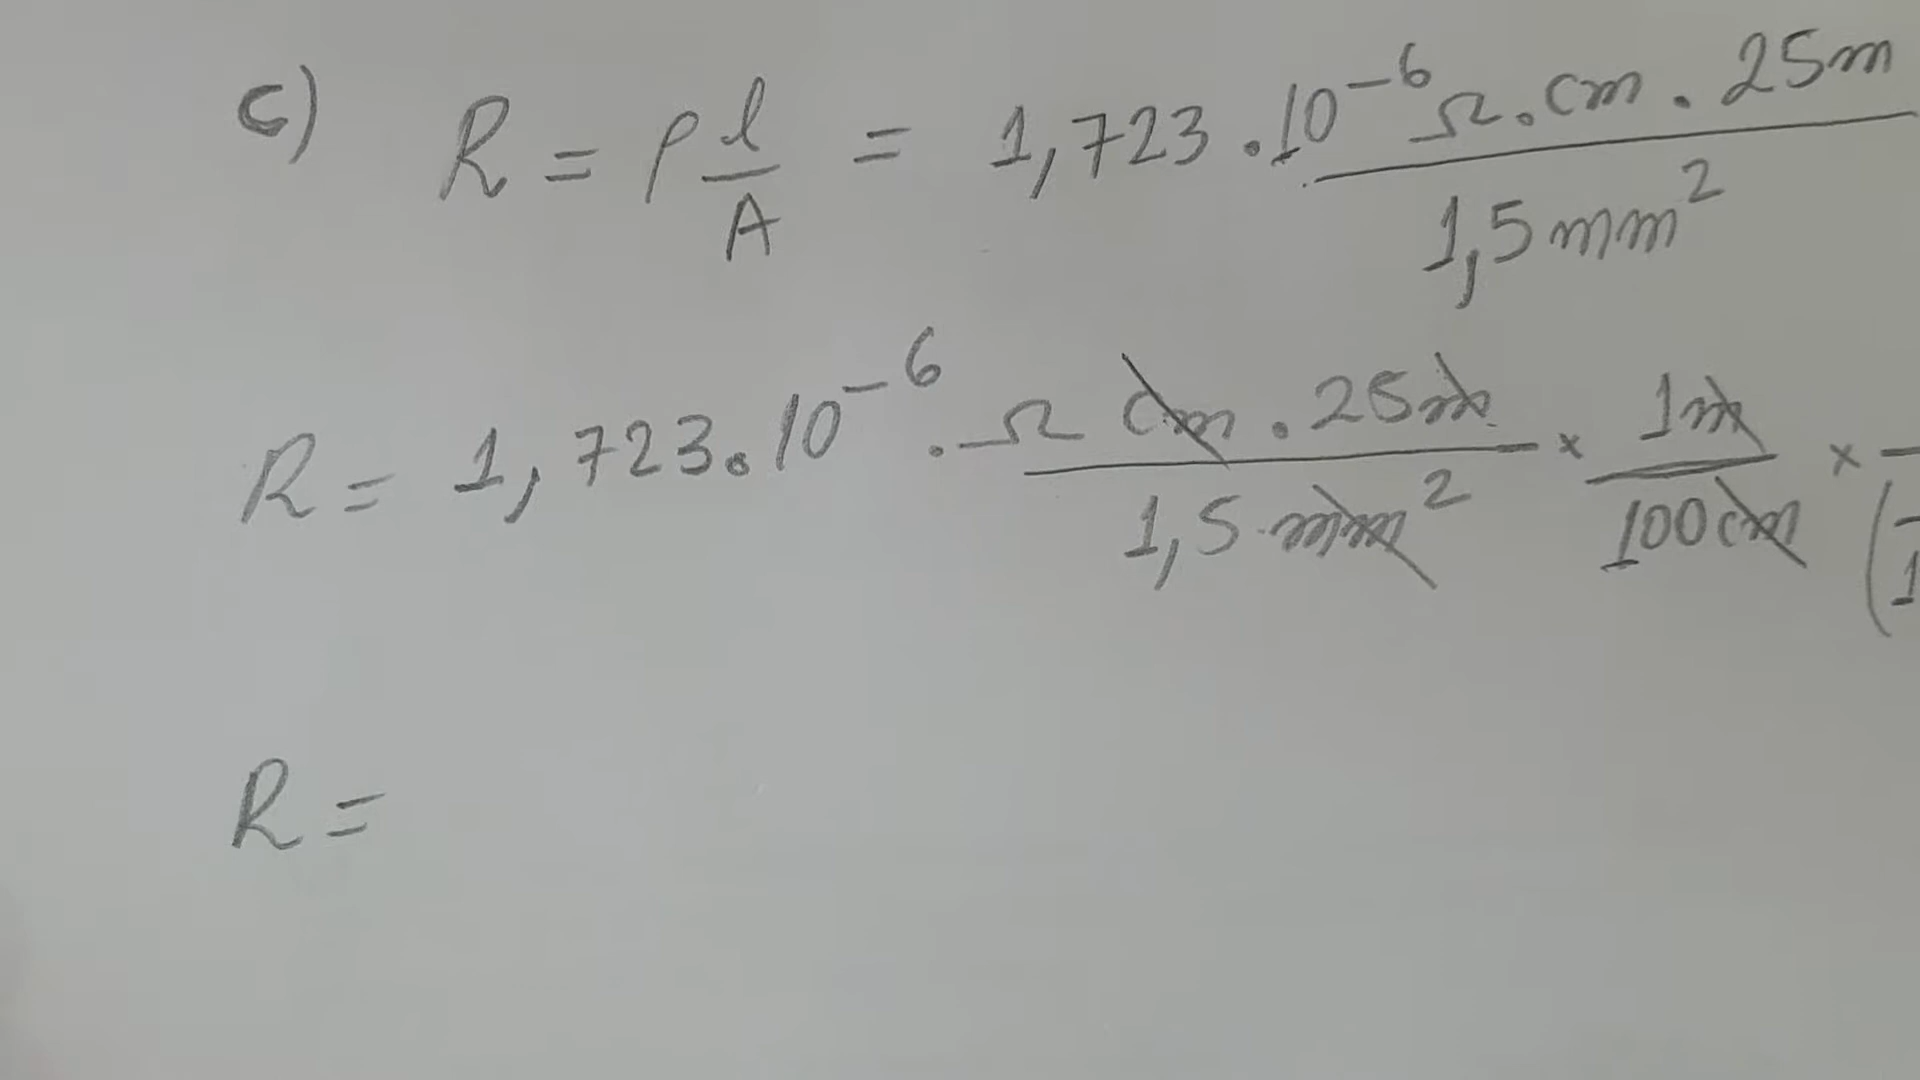 c) R = ρ l/A = 1,723 . 10⁻⁶ Ω . cm . 25m / 1,5 mm²
R = 1,723 . 10⁻⁶ . Ω cm . 25m / 1,5 mm² × 1m / 100cm ×
R =